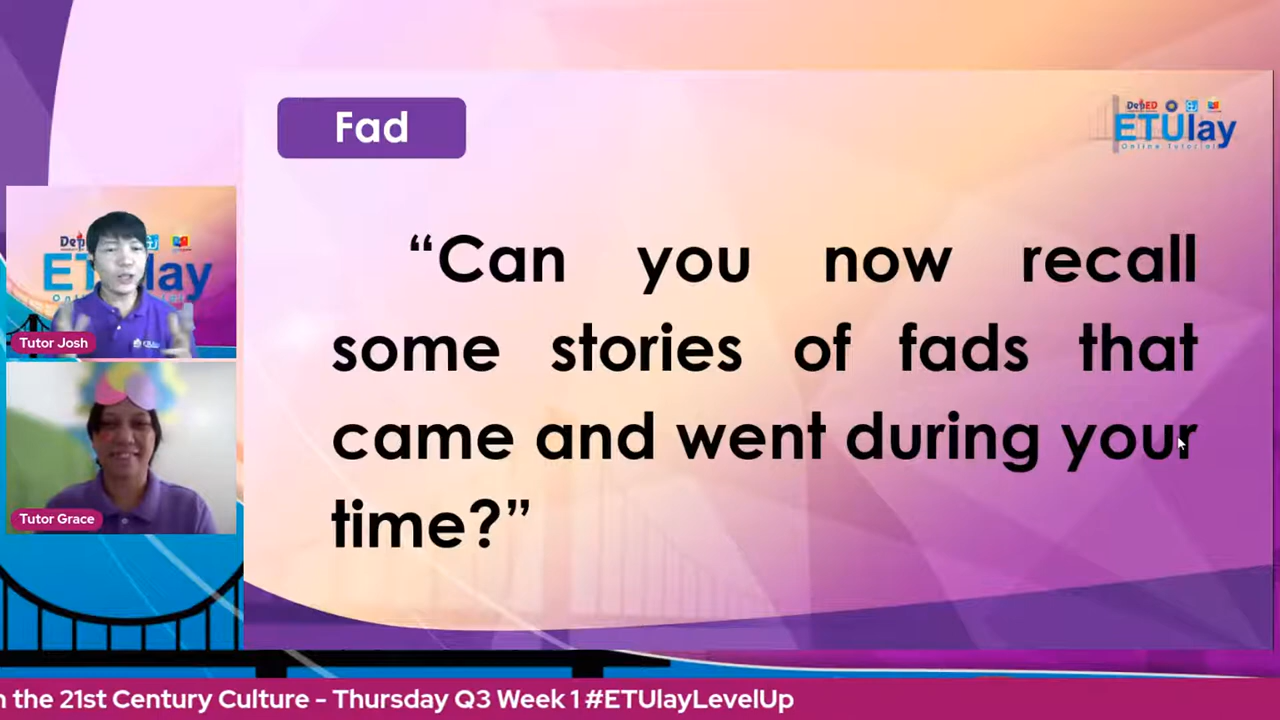 Fad
DepED
ETUlay
Online Tutorial
“Can you now recall
some stories of fads that
came and went during your
time?”
Tutor Josh
Tutor Grace
the 21st Century Culture - Thursday Q3 Week 1 #ETUlayLevelUp